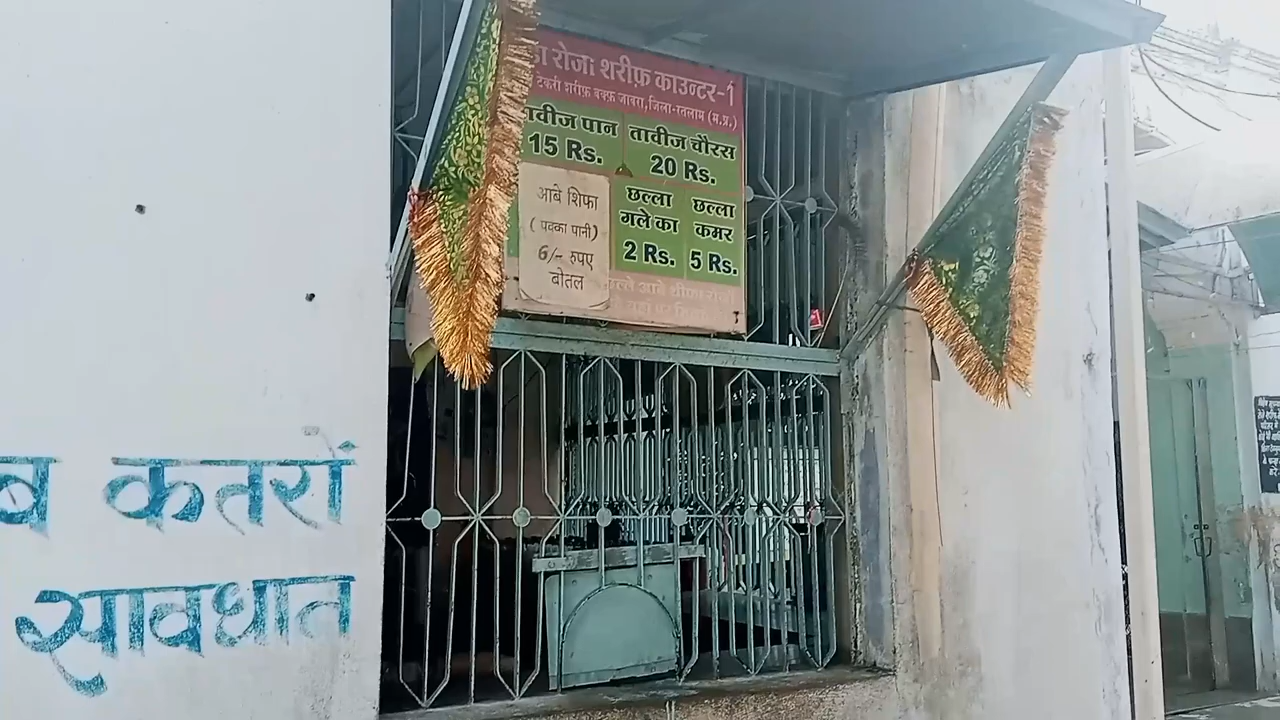 ड़ा रोजा शरीफ़ काउन्टर-1
टेकरी शरीफ़ वक्फ़ जावरा, जिला-रतलाम (म.प्र.)
तावीज पान
15 Rs.
तावीज चौरस
20 Rs.
आबे शिफा
( पक्का पानी)
6/- रुपए
बोतल
छल्ला
गले का
2 Rs.
छल्ला
कमर
5 Rs.
ब कतरों
सावधान